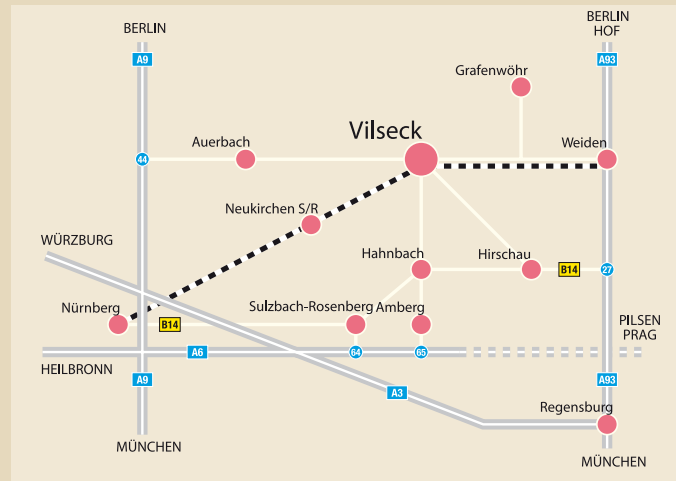 BERLIN
BERLIN
HOF
A9
A93
Grafenwöhr
Vilseck
Auerbach
Weiden
44
Neukirchen S/R
WÜRZBURG
Hahnbach
Hirschau
B14
27
Nürnberg
B14
Sulzbach-Rosenberg
Amberg
PILSEN
PRAG
A6
64
65
HEILBRONN
A9
A3
A93
Regensburg
MÜNCHEN
MÜNCHEN